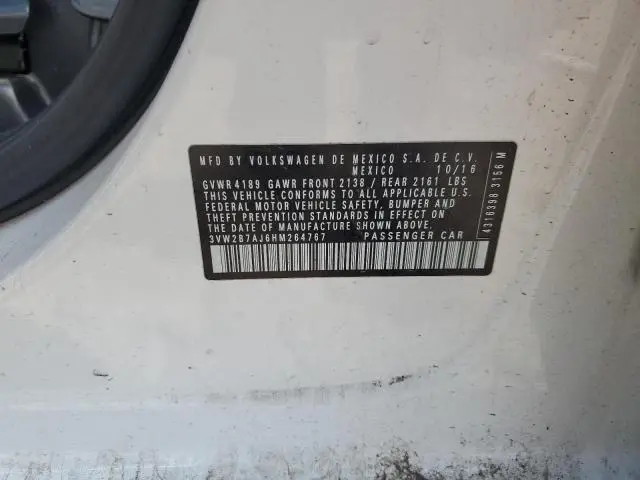 MFD BY VOLKSWAGEN DE MEXICO S.A. DE C.V.
MEXICO 10/16
GVWR 4189 GAWR FRONT 2138 / REAR 2161 LBS
THIS VEHICLE CONFORMS TO ALL APPLICABLE U.S.
FEDERAL MOTOR VEHICLE SAFETY, BUMPER AND
THEFT PREVENTION STANDARDS IN EFFECT ON
THE DATE OF MANUFACTURE SHOWN ABOVE.
3VW2B7AJ6HM264767 PASSENGER CAR
4316398 3156 M